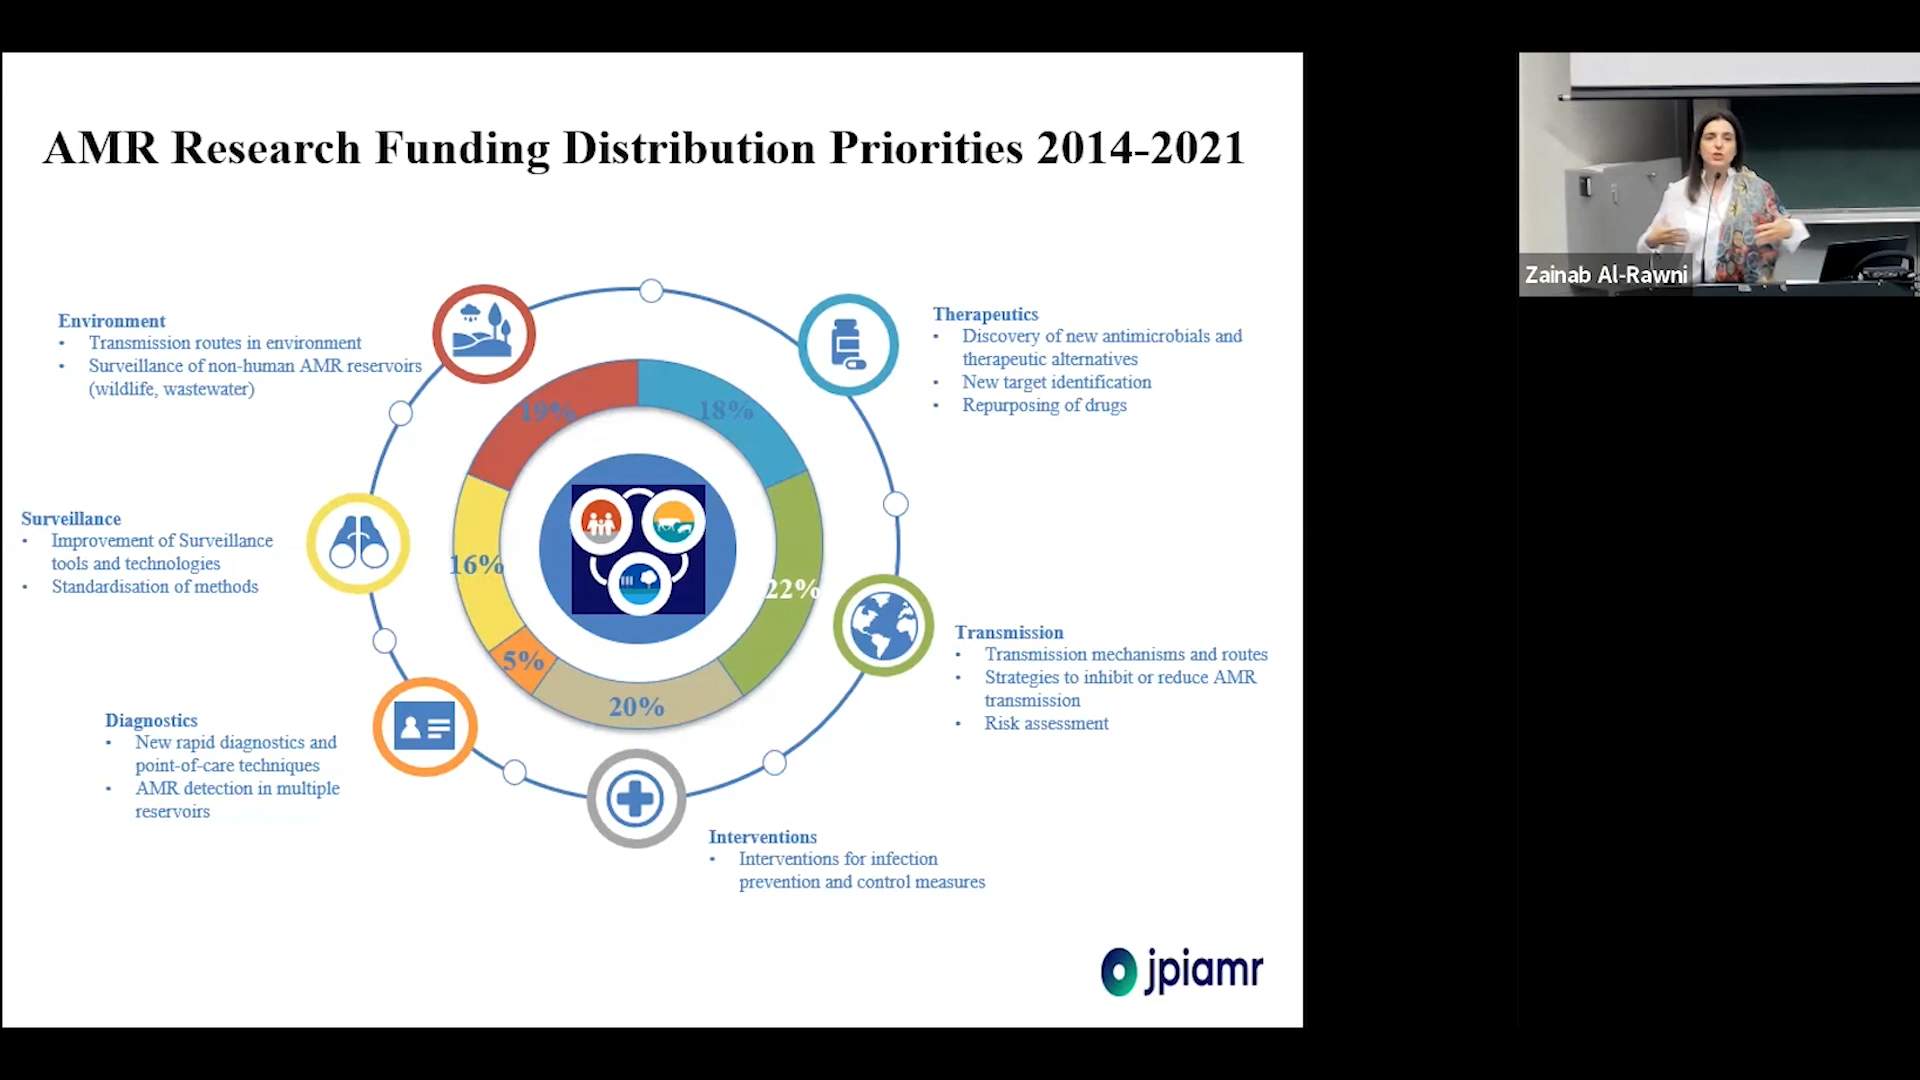 AMR Research Funding Distribution Priorities 2014-2021
Environment
• Transmission routes in environment
• Surveillance of non-human AMR reservoirs
(wildlife, wastewater)
Therapeutics
• Discovery of new antimicrobials and
therapeutic alternatives
• New target identification
• Repurposing of drugs
19%
18%
Surveillance
• Improvement of Surveillance
tools and technologies
• Standardisation of methods
16%
22%
Transmission
• Transmission mechanisms and routes
• Strategies to inhibit or reduce AMR
transmission
• Risk assessment
5%
20%
Diagnostics
• New rapid diagnostics and
point-of-care techniques
• AMR detection in multiple
reservoirs
Interventions
• Interventions for infection
prevention and control measures
jpiamr
Zainab Al-Rawni